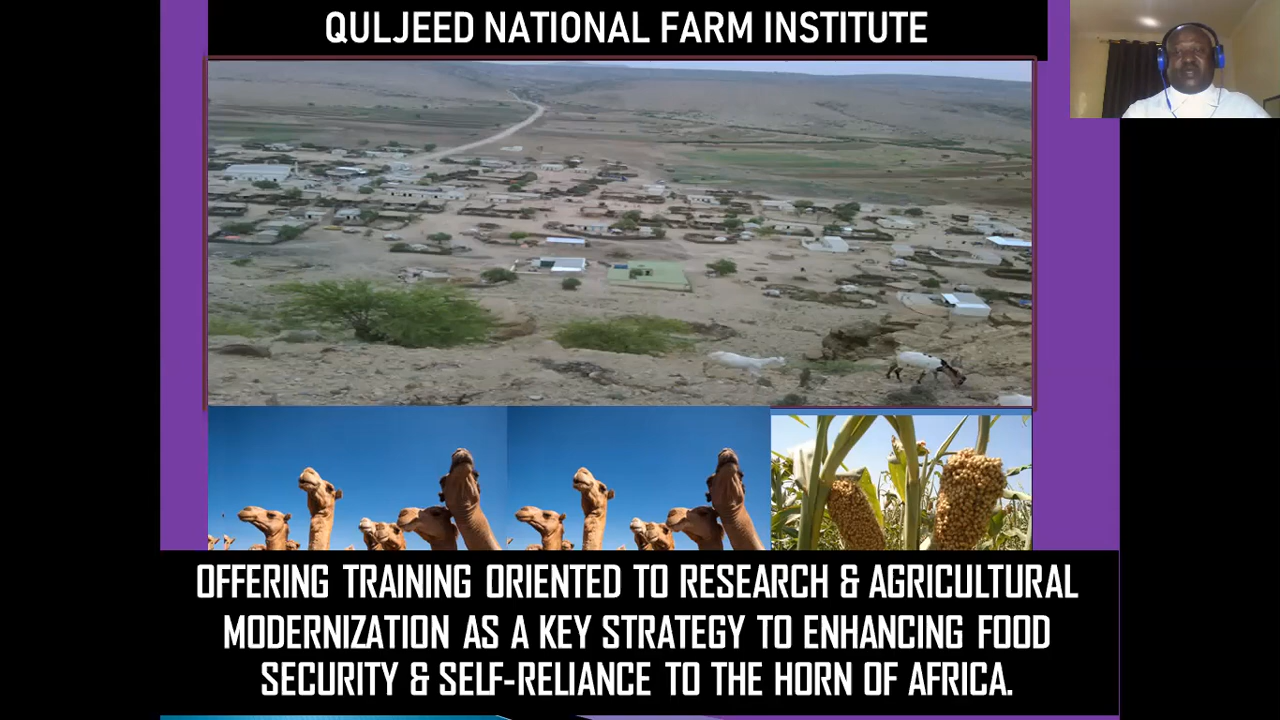 QULJEED NATIONAL FARM INSTITUTE
OFFERING TRAINING ORIENTED TO RESEARCH & AGRICULTURAL
MODERNIZATION AS A KEY STRATEGY TO ENHANCING FOOD
SECURITY & SELF-RELIANCE TO THE HORN OF AFRICA.